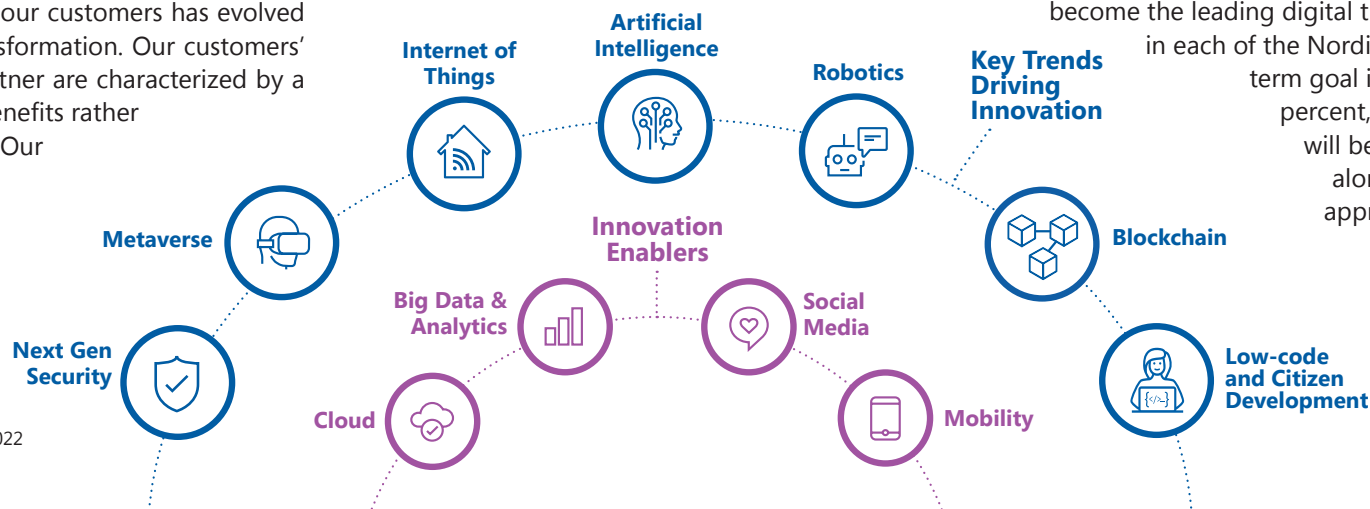 our customers has evolved
sformation. Our customers’
tner are characterized by a
enefits rather
Our
become the leading digital t
in each of the Nordi
term goal i
percent,
will be
alor
appr
Artificial
Intelligence
Internet of
Things
Robotics
Key Trends
Driving
Innovation
Metaverse
Blockchain
Innovation
Enablers
Big Data &
Analytics
Social
Media
Next Gen
Security
Low-code
and Citizen
Development
Cloud
Mobility
022